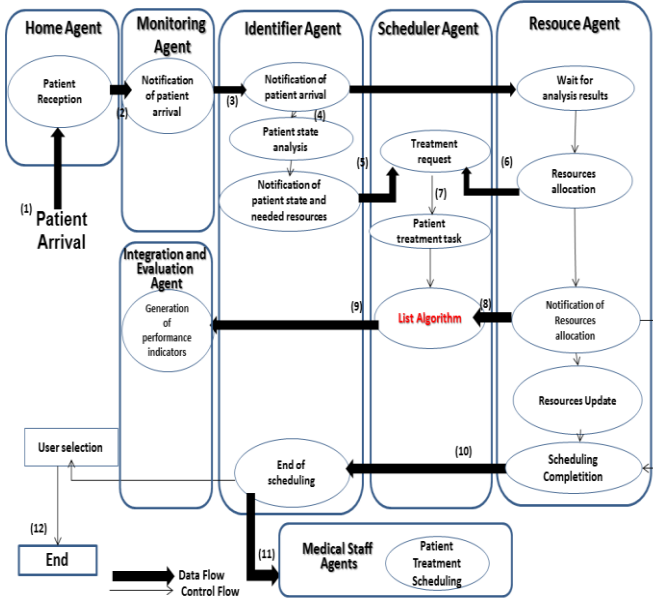 Home Agent
Monitoring
Agent
Identifier Agent
Scheduler Agent
Resouce Agent
Patient
Reception
Notification
of patient
arrival
Notification of
patient arrival
Wait for
analysis results
(2)
(3)
(4)
Patient state
analysis
Treatment
request
(5)
(6)
Resources
allocation
Notification of
patient state and
needed resources
(7)
(1)
Patient
Arrival
Patient
treatment task
Integration and
Evaluation
Agent
Generation
of
performance
indicators
(9)
List Algorithm
(8)
Notification of
Resources
allocation
Resources Update
User selection
End of
scheduling
(10)
Scheduling
Completition
(12)
End
(11)
Medical Staff
Agents
Patient
Treatment
Scheduling
Data Flow
Control Flow